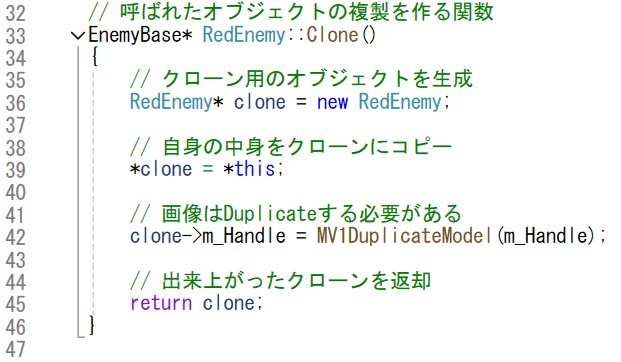 32 // 呼ばれたオブジェクトの複製を作る関数
33 EnemyBase* RedEnemy::Clone()
34 {
35 // クローン用のオブジェクトを生成
36 RedEnemy* clone = new RedEnemy;
37
38 // 自身の中身をクローンにコピー
39 *clone = *this;
40
41 // 画像はDuplicateする必要がある
42 clone->m_Handle = MV1DuplicateModel(m_Handle);
43
44 // 出来上がったクローンを返却
45 return clone;
46 }
47